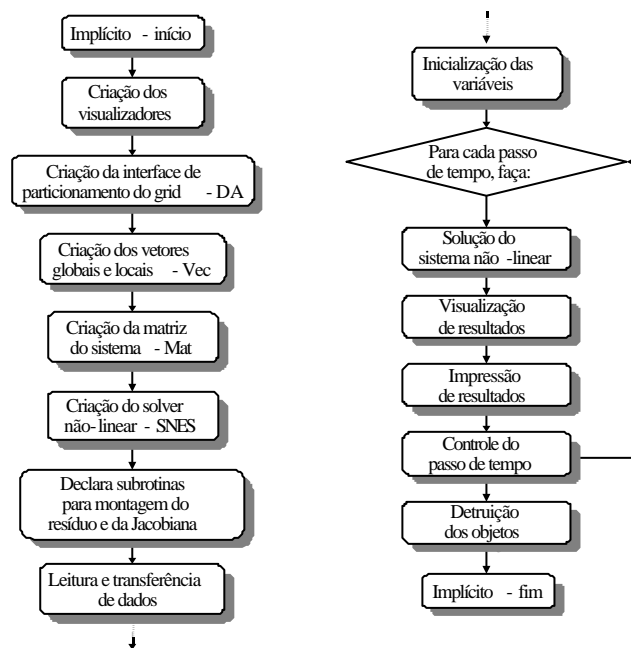 Implícito - início
Criação dos
visualizadores
Criação da interface de
particionamento do grid - DA
Criação dos vetores
globais e locais - Vec
Criação da matriz
do sistema - Mat
Criação do solver
não-linear - SNES
Declara subrotinas
para montagem do
resíduo e da Jacobiana
Leitura e transferência
de dados
Inicialização das
variáveis
Para cada passo
de tempo, faça:
Solução do
sistema não -linear
Visualização
de resultados
Impressão
de resultados
Controle do
passo de tempo
Detruição
dos objetos
Implícito - fim